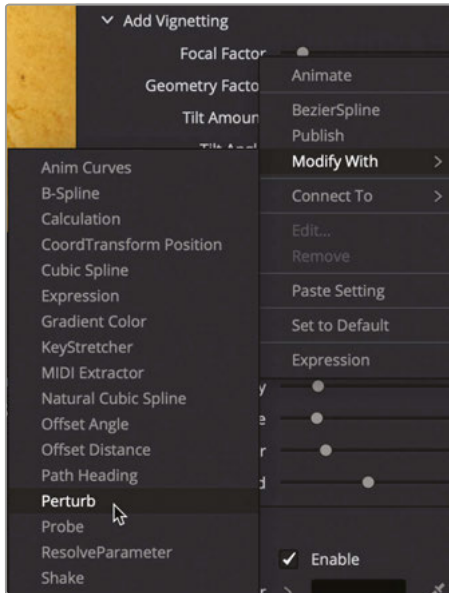 Add Vignetting
Focal Factor
Geometry Facto
Tilt Amoun
Animate
BezierSpline
Publish
Modify With
Connect To
Edit...
Remove
Paste Setting
Set to Default
Expression
Anim Curves
B-Spline
Calculation
CoordTransform Position
Cubic Spline
Expression
Gradient Color
KeyStretcher
MIDI Extractor
Natural Cubic Spline
Offset Angle
Offset Distance
Path Heading
Perturb
Probe
ResolveParameter
Shake
y
e
r
d
Enable